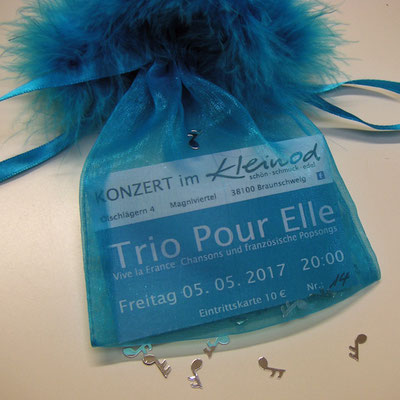 KONZERT im kleinod
schön · schmuck · edel
Ölschlägern 4 Magniviertel 38100 Braunschweig f
Trio Pour Elle
Vive la France. Chansons und französische Popsongs
Freitag 05. 05. 2017 20:00
Eintrittskarte 10 € Nr.: 14